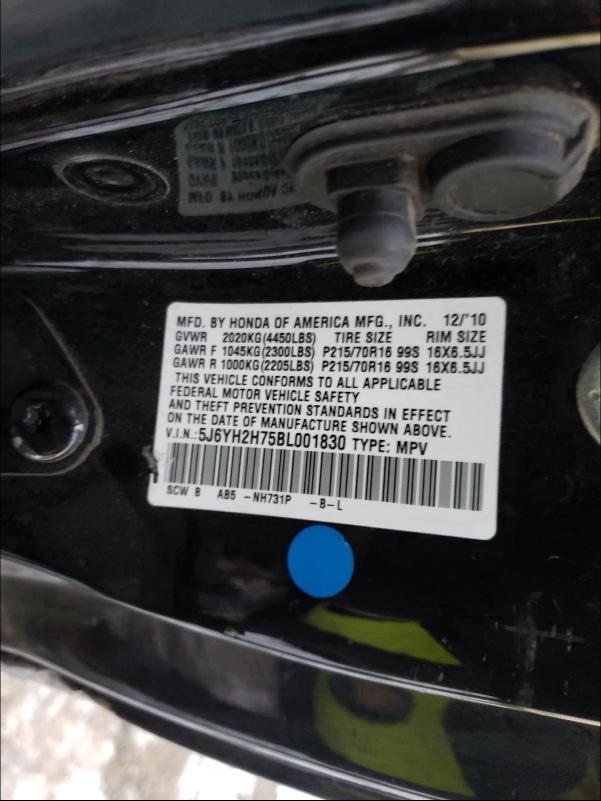 MFD. BY HONDA OF AMERICA MFG., INC. 12/'10
GVWR 2020KG(4450LBS) TIRE SIZE RIM SIZE
GAWR F 1045KG(2300LBS) P215/70R16 99S 16X6.5JJ
GAWR R 1000KG(2205LBS) P215/70R16 99S 16X6.5JJ
THIS VEHICLE CONFORMS TO ALL APPLICABLE
FEDERAL MOTOR VEHICLE SAFETY
AND THEFT PREVENTION STANDARDS IN EFFECT
ON THE DATE OF MANUFACTURE SHOWN ABOVE.
V.I.N.:5J6YH2H75BL001830 TYPE: MPV
SCW B AB5 -NH731P -B-L